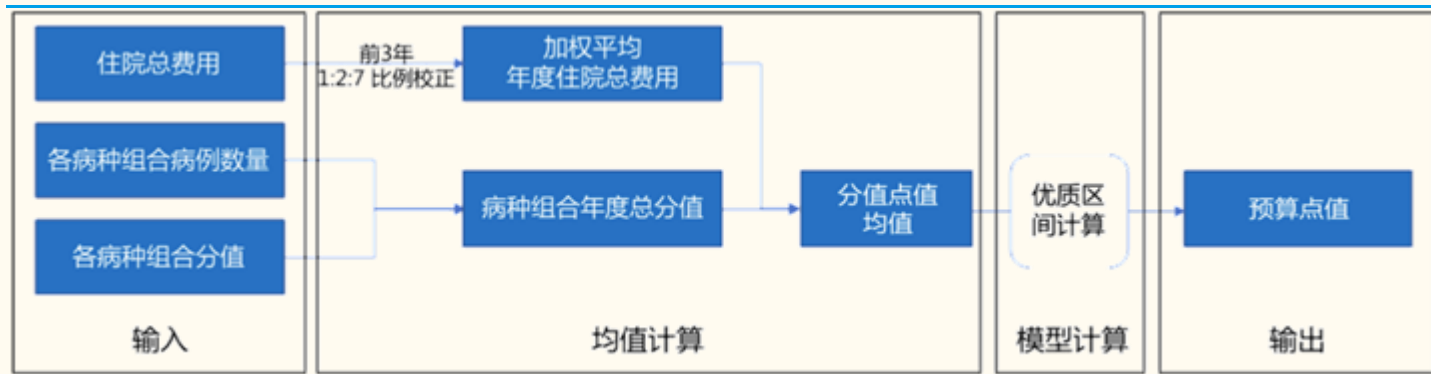 住院总费用
前3年
1:2:7 比例校正
加权平均
年度住院总费用
各病种组合病例数量
各病种组合分值
病种组合年度总分值
分值点值
均值
优质区
间计算
预算点值
输入
均值计算
模型计算
输出